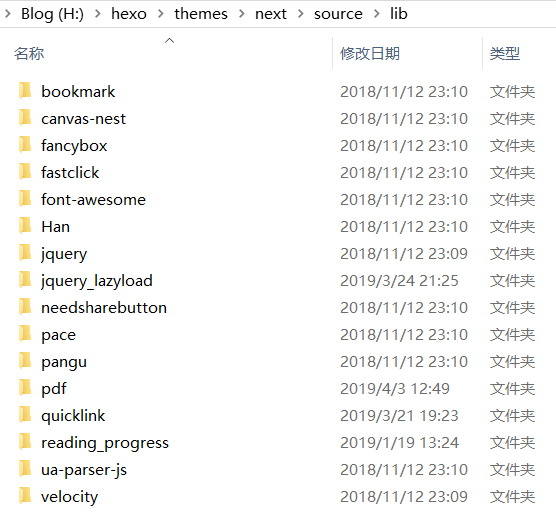 Blog (H:) hexo themes next source lib
名称 修改日期 类型
bookmark 2018/11/12 23:10 文件夹
canvas-nest 2018/11/12 23:10 文件夹
fancybox 2018/11/12 23:10 文件夹
fastclick 2018/11/12 23:10 文件夹
font-awesome 2018/11/12 23:10 文件夹
Han 2018/11/12 23:10 文件夹
jquery 2018/11/12 23:09 文件夹
jquery_lazyload 2019/3/24 21:25 文件夹
needsharebutton 2018/11/12 23:10 文件夹
pace 2018/11/12 23:10 文件夹
pangu 2018/11/12 23:10 文件夹
pdf 2019/4/3 12:49 文件夹
quicklink 2019/3/21 19:23 文件夹
reading_progress 2019/1/19 13:24 文件夹
ua-parser-js 2018/11/12 23:10 文件夹
velocity 2018/11/12 23:09 文件夹